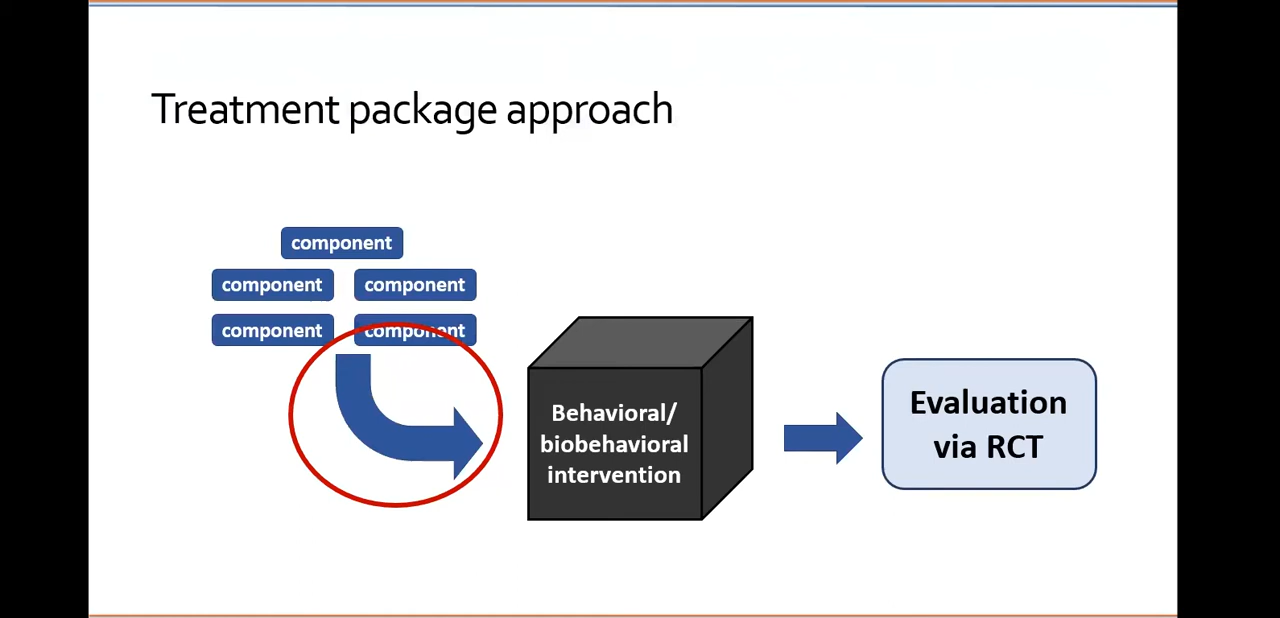 Treatment package approach
component
component component
component component
Behavioral/
biobehavioral
intervention
Evaluation
via RCT